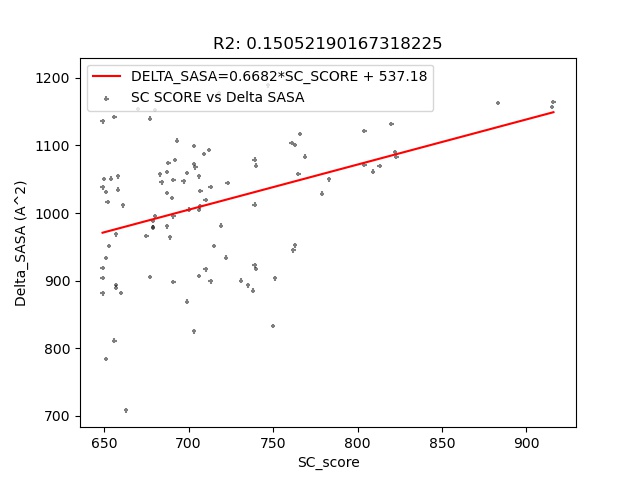 R2: 0.15052190167318225
DELTA_SASA=0.6682*SC_SCORE + 537.18
SC SCORE vs Delta SASA
1200
1100
1000
900
800
700
Delta_SASA (A^2)
650
700
750
800
850
900
SC_score